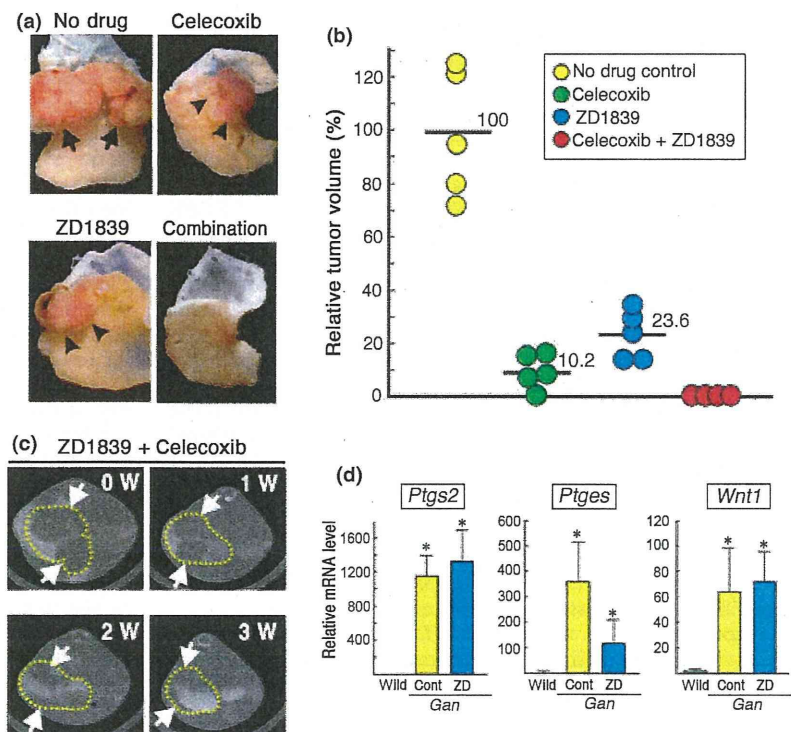 (a)
No drug
Celecoxib
ZD1839
Combination
(b)
Relative tumor volume (%)
120
100
80
60
40
20
0
100
10.2
23.6
No drug control
Celecoxib
ZD1839
Celecoxib + ZD1839
(c)
ZD1839 + Celecoxib
0 W
1 W
2 W
3 W
(d)
Relative mRNA level
Ptgs2
1600
1200
800
400
*
*
Wild
Cont
ZD
Gan
Ptges
600
500
400
300
200
100
*
*
Wild
Cont
ZD
Gan
Wnt1
120
100
80
60
40
20
*
*
Wild
Cont
ZD
Gan